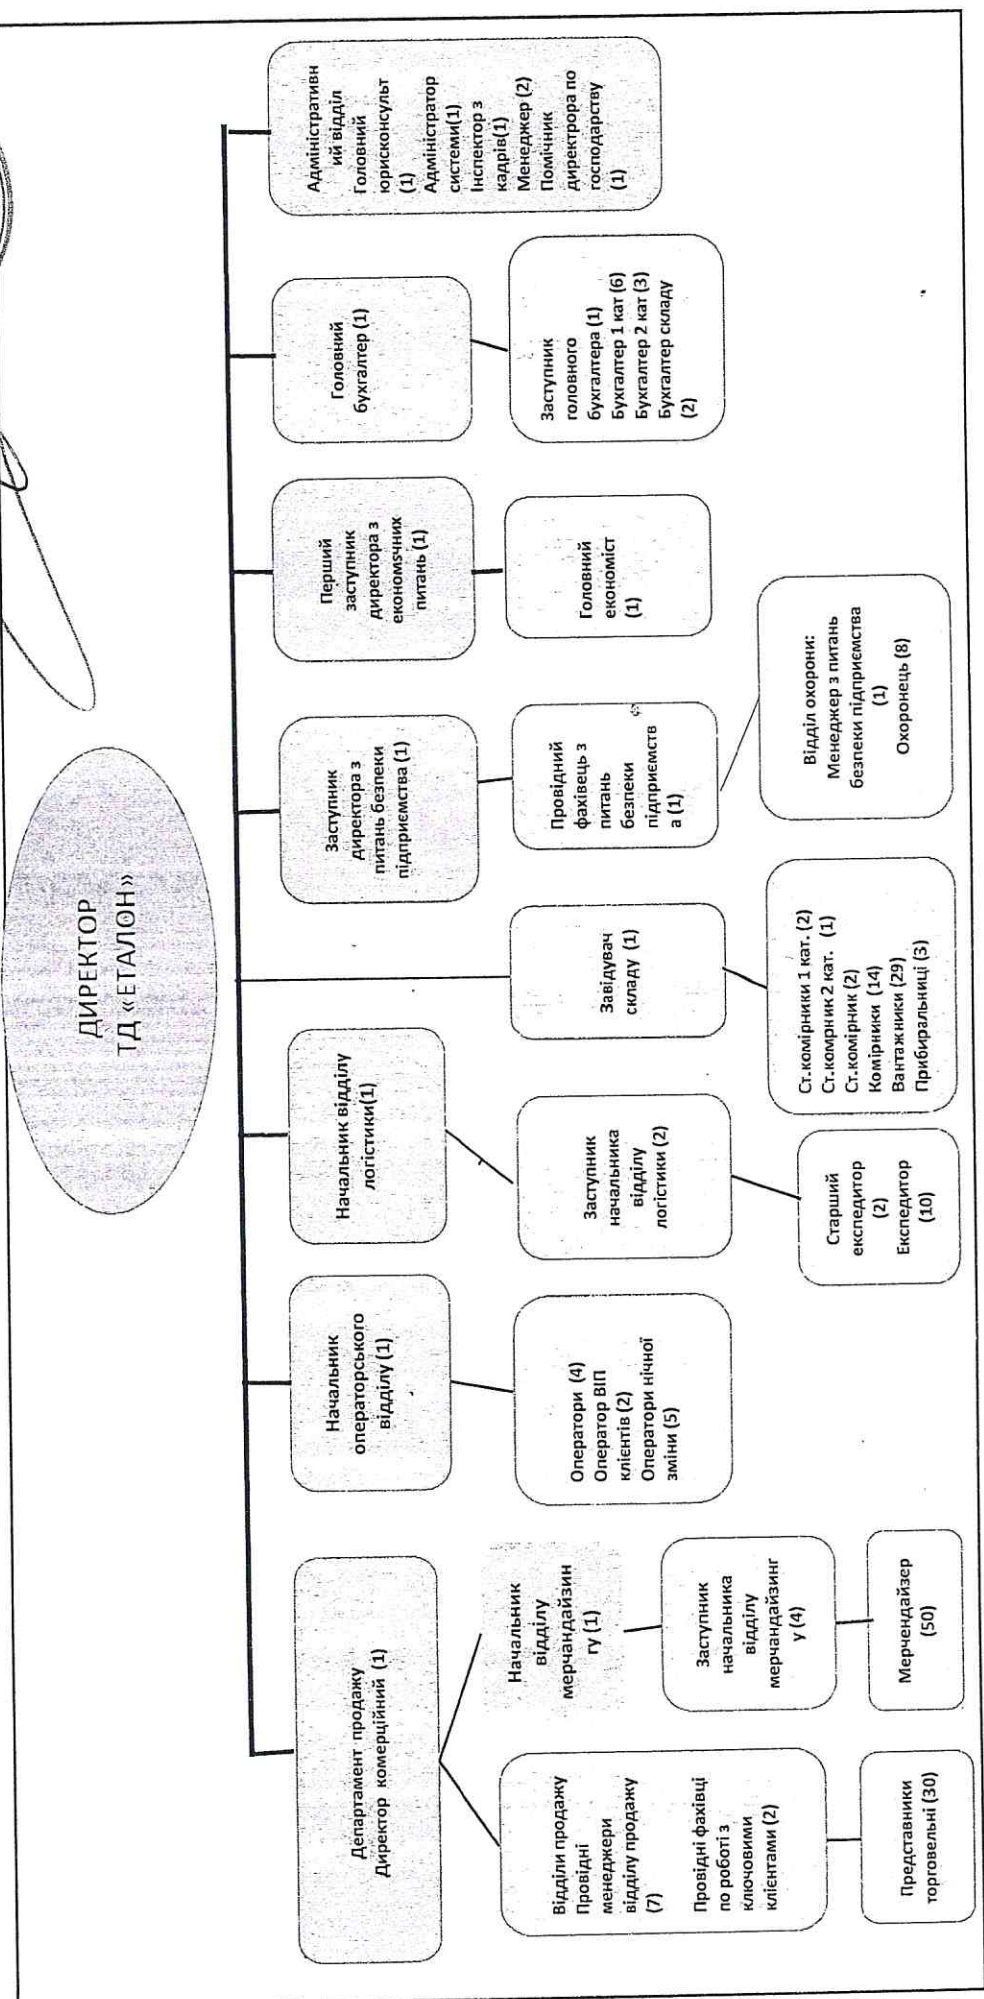 ДИРЕКТОР
ТД «ЕТАЛОН»
Департамент продажу
Директор комерційний (1)
Начальник
операторського
відділу (1)
Начальник відділу
логістики(1)
Заступник
директора з
питань безпеки
підприємства (1)
Перший
заступник
директора з
економsчних
питань (1)
Головний
бухгалтер (1)
Адміністративн
ий відділ
Головний
юрисконсульт
(1)
Адміністратор
системи(1)
Інспектор з
кадрів(1)
Менеджер (2)
Помічник
директрора по
господарству
(1)
Відділи продажу
Провідні
менеджери
відділу продажу
(7)
Провідні фахівці
по роботі з
ключовими
клієнтами (2)
Начальник
відділу
мерчандайзин
гу (1)
Оператори (4)
Оператор ВІП
клієнтів (2)
Оператори нічної
зміни (5)
Заступник
начальника
відділу
логістики (2)
Завідувач
складу (1)
Провідний
фахівець з
питань
безпеки
підприємств
а (1)
Головний
економіст
(1)
Заступник
головного
бухгалтера (1)
Бухгалтер 1 кат (6)
Бухгалтер 2 кат (3)
Бухгалтер складу
(2)
Заступник
начальника
відділу
мерчандайзинг
у (4)
Представники
торговельні (30)
Мерчендайзер
(50)
Старший
експедитор
(2)
Експедитор
(10)
Ст.комірники 1 кат. (2)
Ст.комрник 2 кат. (1)
Ст.комірник (2)
Комірники (14)
Вантажники (29)
Прибиральниці (3)
Відділ охорони:
Менеджер з питань
безпеки підприємства
(1)
Охоронець (8)